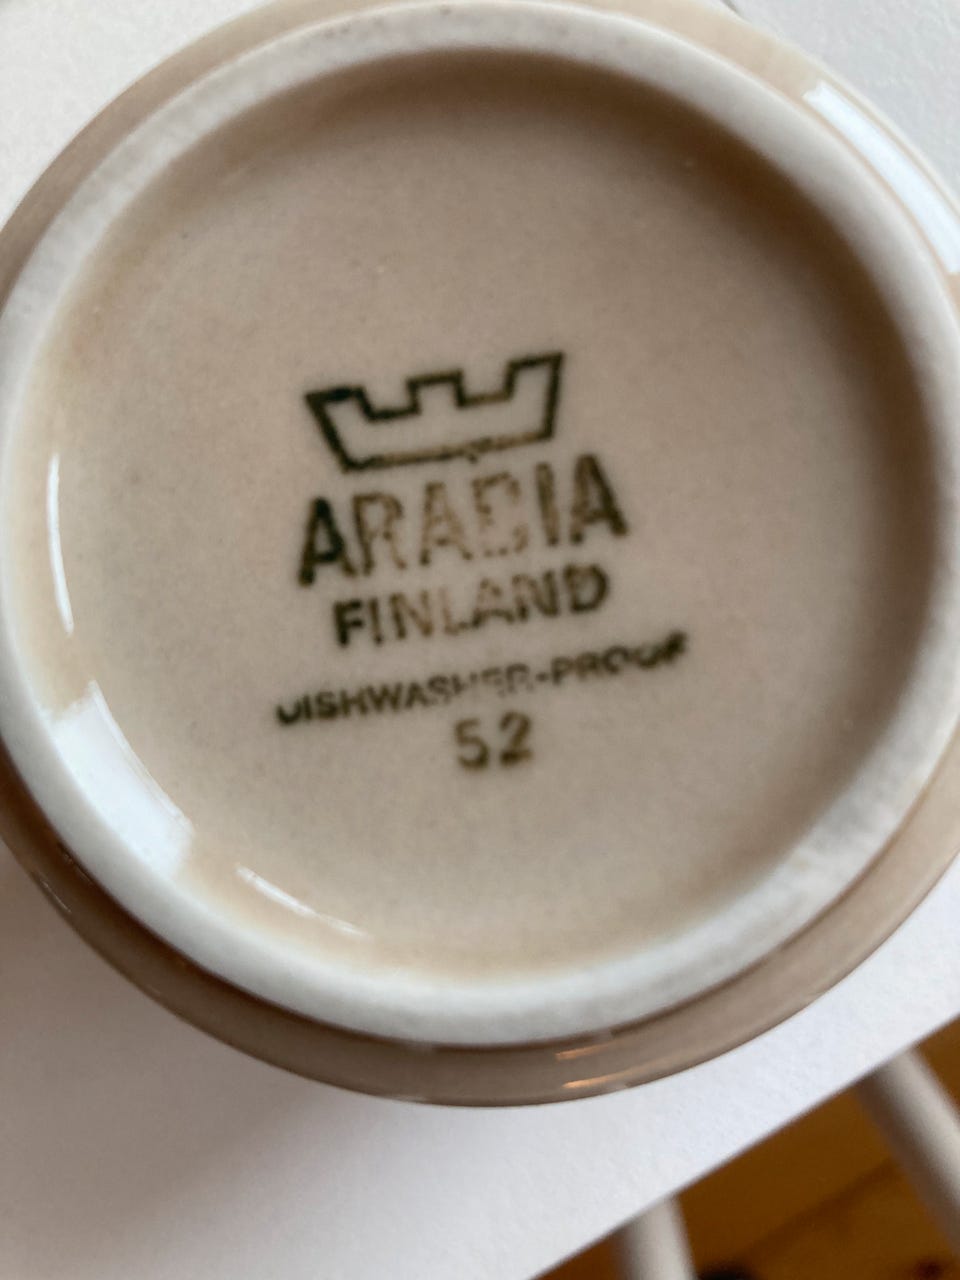 ARABIA
FINLAND
DISHWASHER-PROOF
52